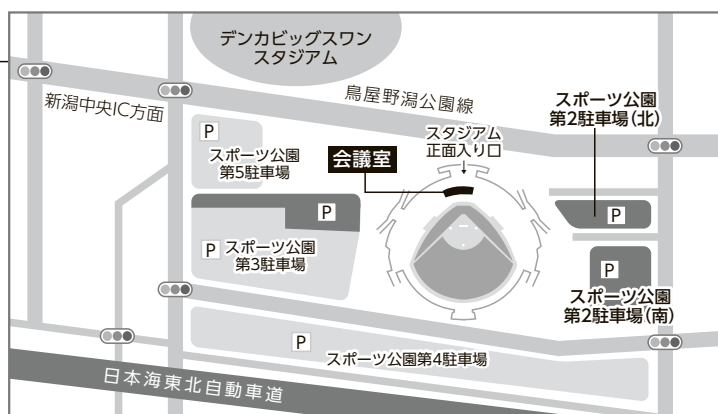 デンカビッグスワン
スタジアム
新潟中央IC方面
鳥屋野潟公園線
スポーツ公園
第2駐車場(北)
P
スポーツ公園
第5駐車場
会議室
スタジアム
正面入り口
P
P
P
スポーツ公園
第3駐車場
P
スポーツ公園
第2駐車場(南)
P
スポーツ公園第4駐車場
日本海東北自動車道